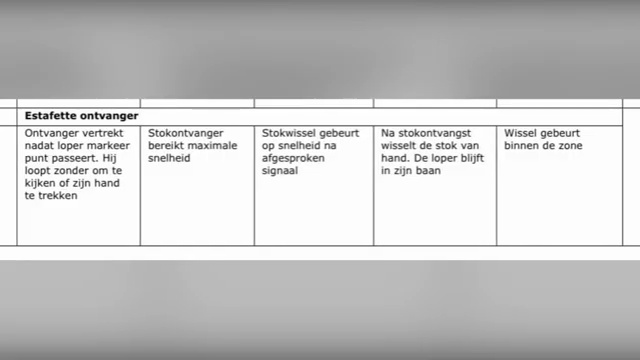 Estafette ontvanger
Ontvanger vertrekt
nadat loper markeer
punt passeert. Hij
loopt zonder om te
kijken of zijn hand
te trekken
Stokontvanger
bereikt maximale
snelheid
Stokwissel gebeurt
op snelheid na
afgesproken
signaal
Na stokontvangst
wisselt de stok van
hand. De loper blijft
in zijn baan
Wissel gebeurt
binnen de zone